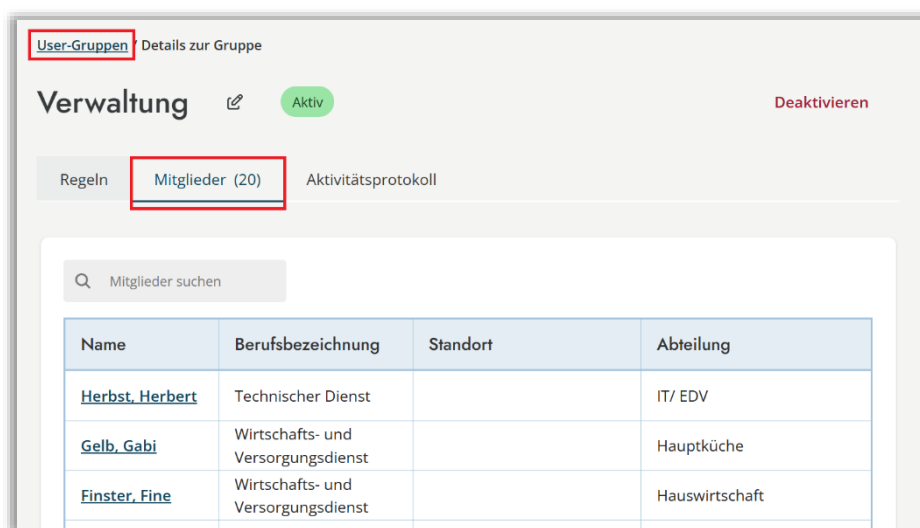 User-Gruppen / Details zur Gruppe
Verwaltung Aktiv Deaktivieren
Regeln Mitglieder (20) Aktivitätsprotokoll
Mitglieder suchen
Name Berufsbezeichnung Standort Abteilung
Herbst, Herbert Technischer Dienst IT/ EDV
Gelb, Gabi Wirtschafts- und
Versorgungsdienst Hauptküche
Finster, Fine Wirtschafts- und
Versorgungsdienst Hauswirtschaft